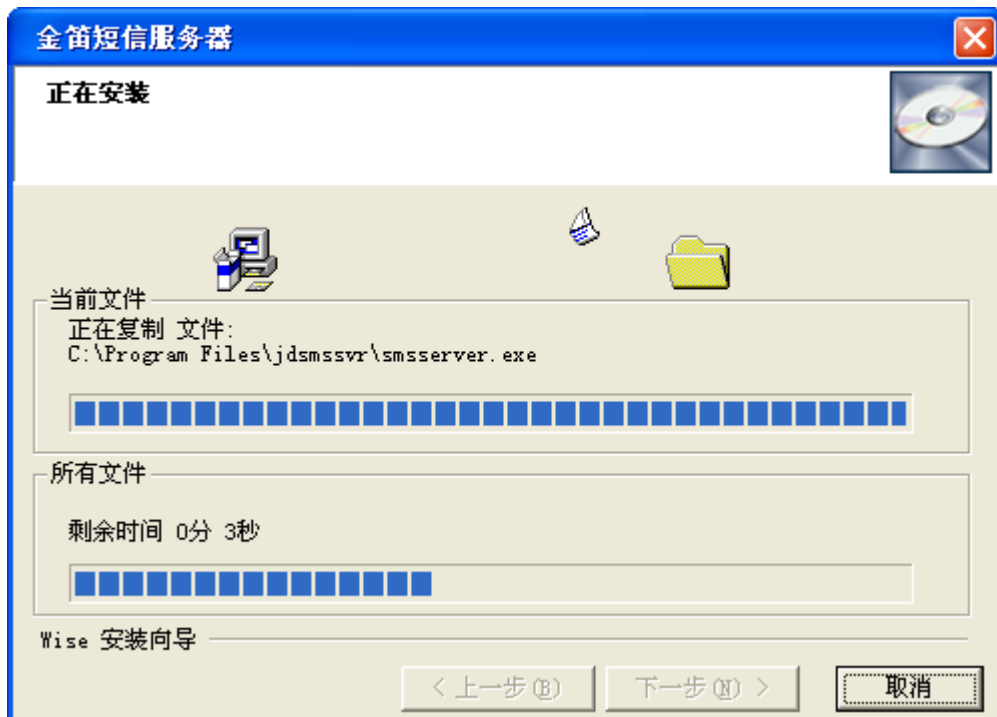 金笛短信服务器
正在安装
当前文件
正在复制 文件:
C:\Program Files\jdsmssvr\smsserver.exe
所有文件
剩余时间 0分 3秒
Wise 安装向导
< 上一步(B)
下一步(N) >
取消